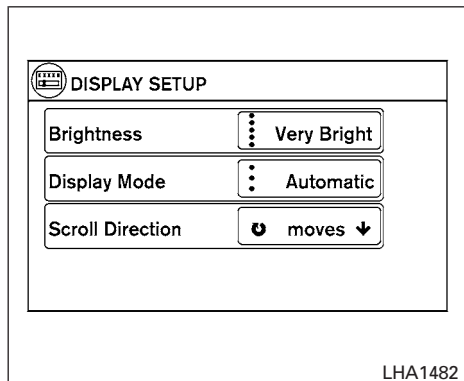 DISPLAY SETUP
Brightness Very Bright
Display Mode Automatic
Scroll Direction moves
LHA1482